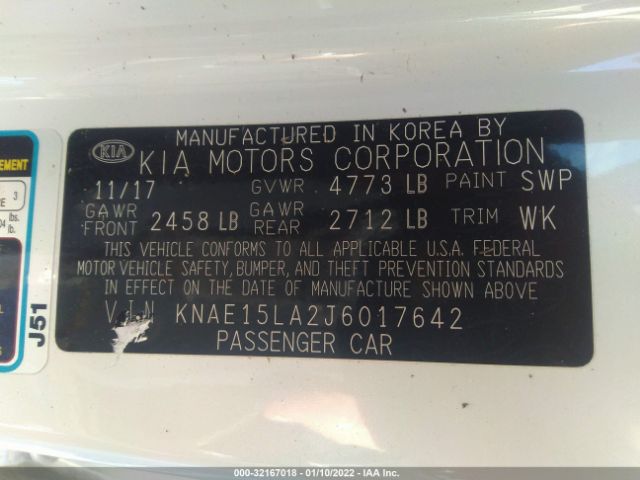 MANUFACTURED IN KOREA BY
KIA KIA MOTORS CORPORATION
11/17 GVWR 4773 LB PAINT SWP
GAWR FRONT 2458 LB GAWR REAR 2712 LB TRIM WK
THIS VEHICLE CONFORMS TO ALL APPLICABLE U.S.A. FEDERAL
MOTOR VEHICLE SAFETY, BUMPER, AND THEFT PREVENTION STANDARDS
IN EFFECT ON THE DATE OF MANUFACTURE SHOWN ABOVE
VIN KNAE15LA2J6017642
PASSENGER CAR
3
lbs.
lb.
J51
000-32167018 - 01/10/2022 - IAA Inc.